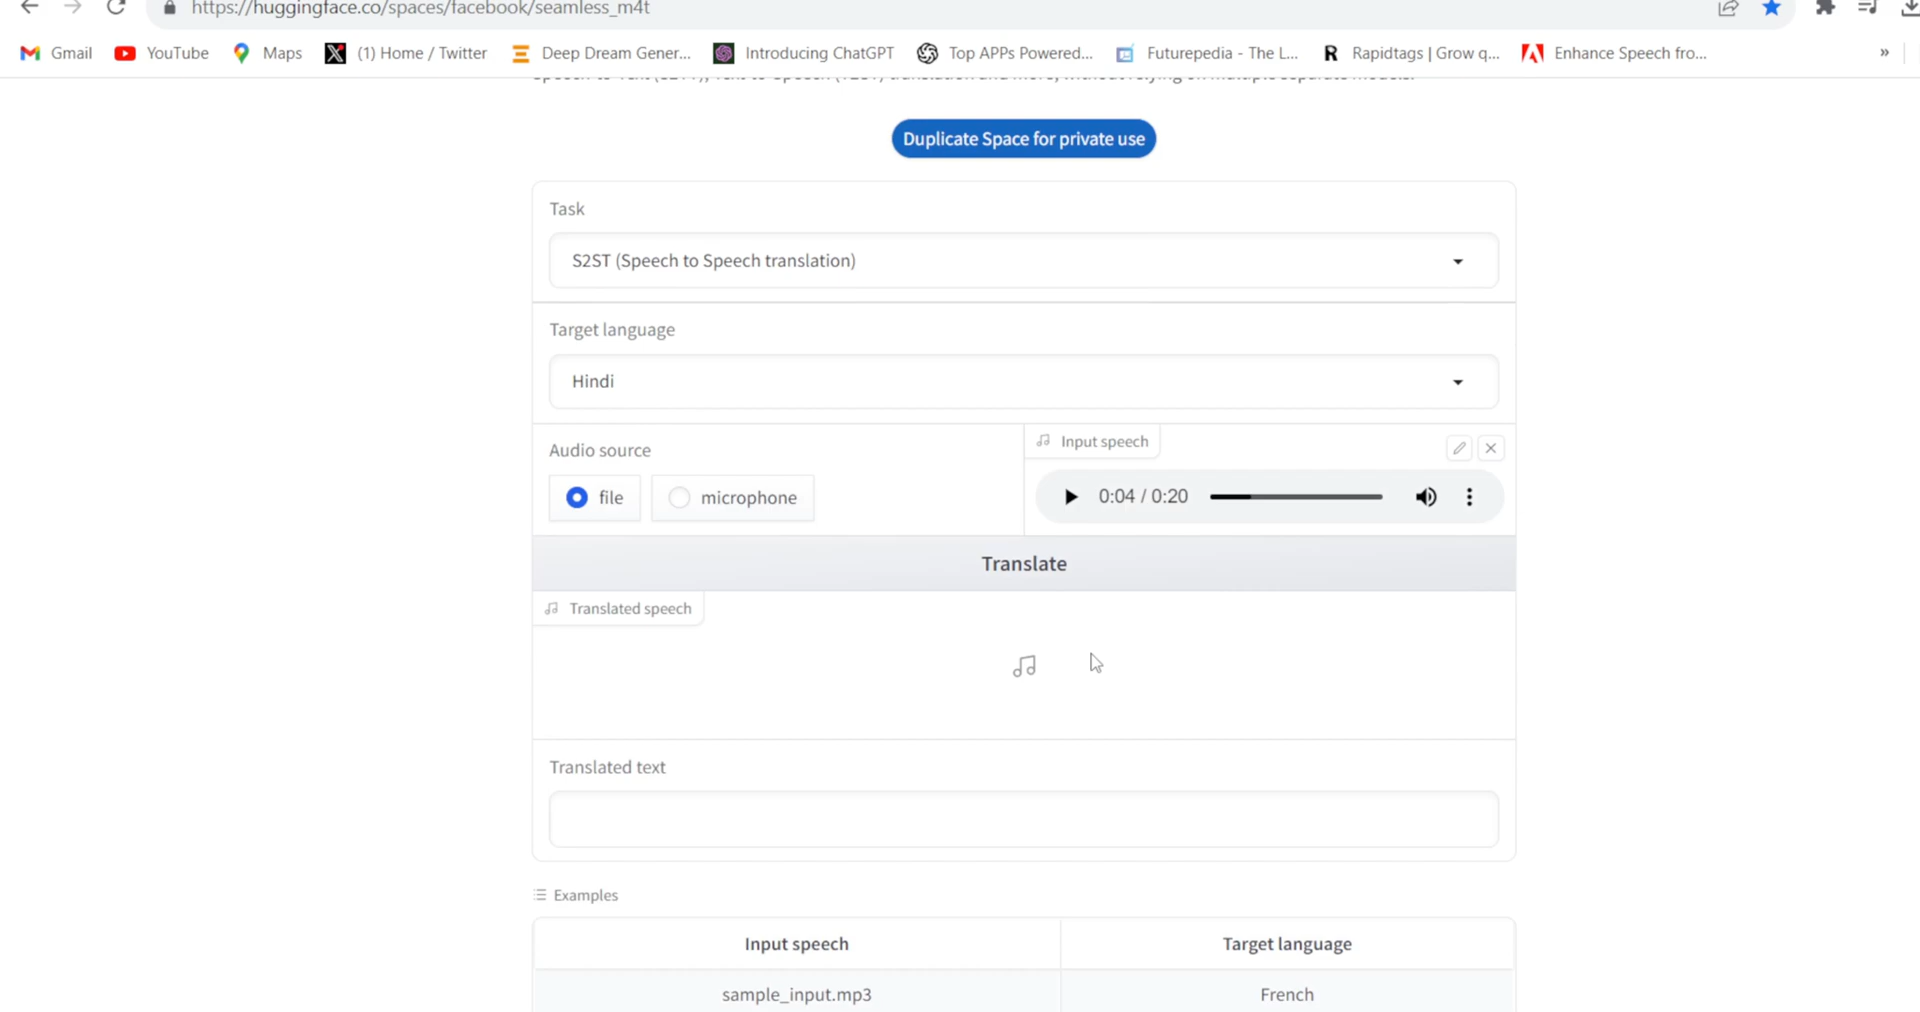 https://huggingface.co/spaces/facebook/seamless_m4t
Gmail YouTube Maps (1) Home / Twitter Deep Dream Gener... Introducing ChatGPT Top APPs Powered... Futurepedia - The L... Rapidtags | Grow q... Enhance Speech fro... »
Duplicate Space for private use
Task
S2ST (Speech to Speech translation)
Target language
Hindi
Audio source
Input speech
file microphone
0:04 / 0:20
Translate
Translated speech
Translated text
Examples
Input speech Target language
sample_input.mp3 French